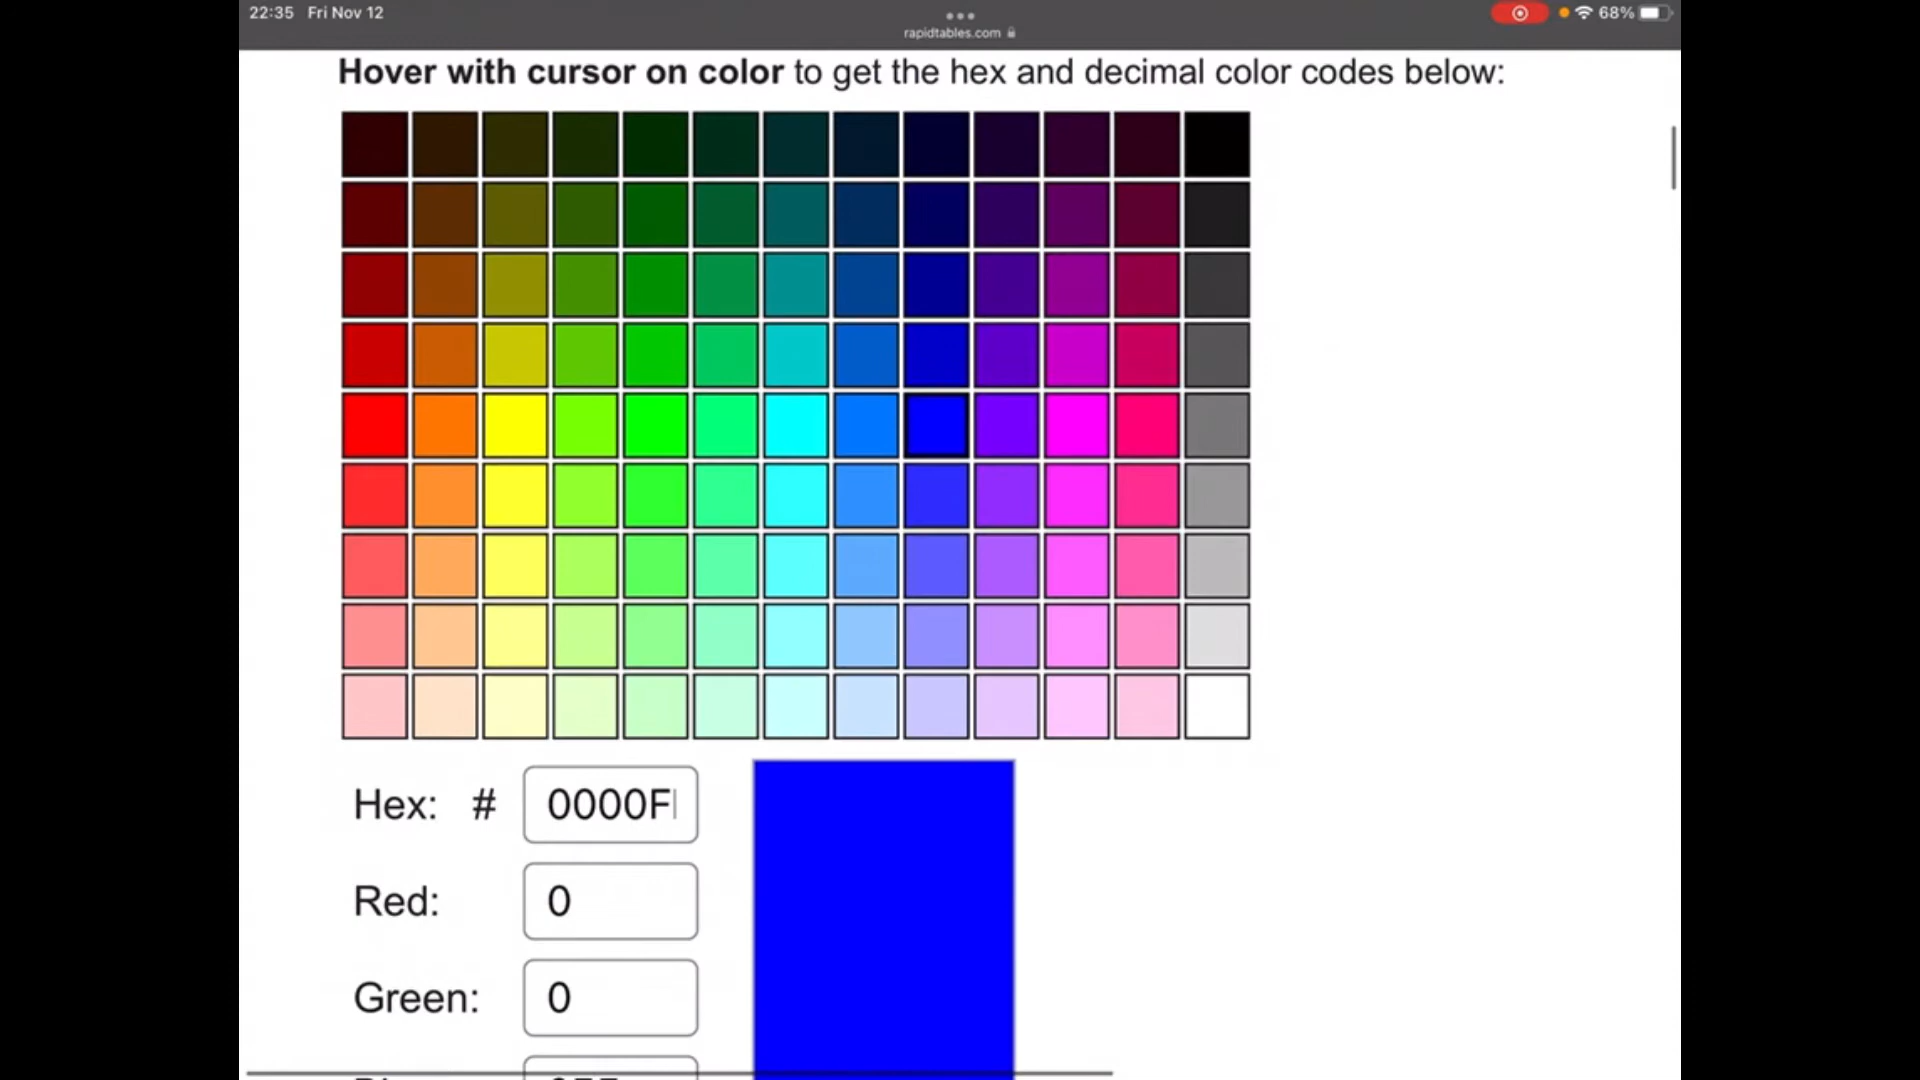 22:35 Fri Nov 12
68%
rapidtables.com
Hover with cursor on color to get the hex and decimal color codes below:
Hex: # 0000F
Red: 0
Green: 0